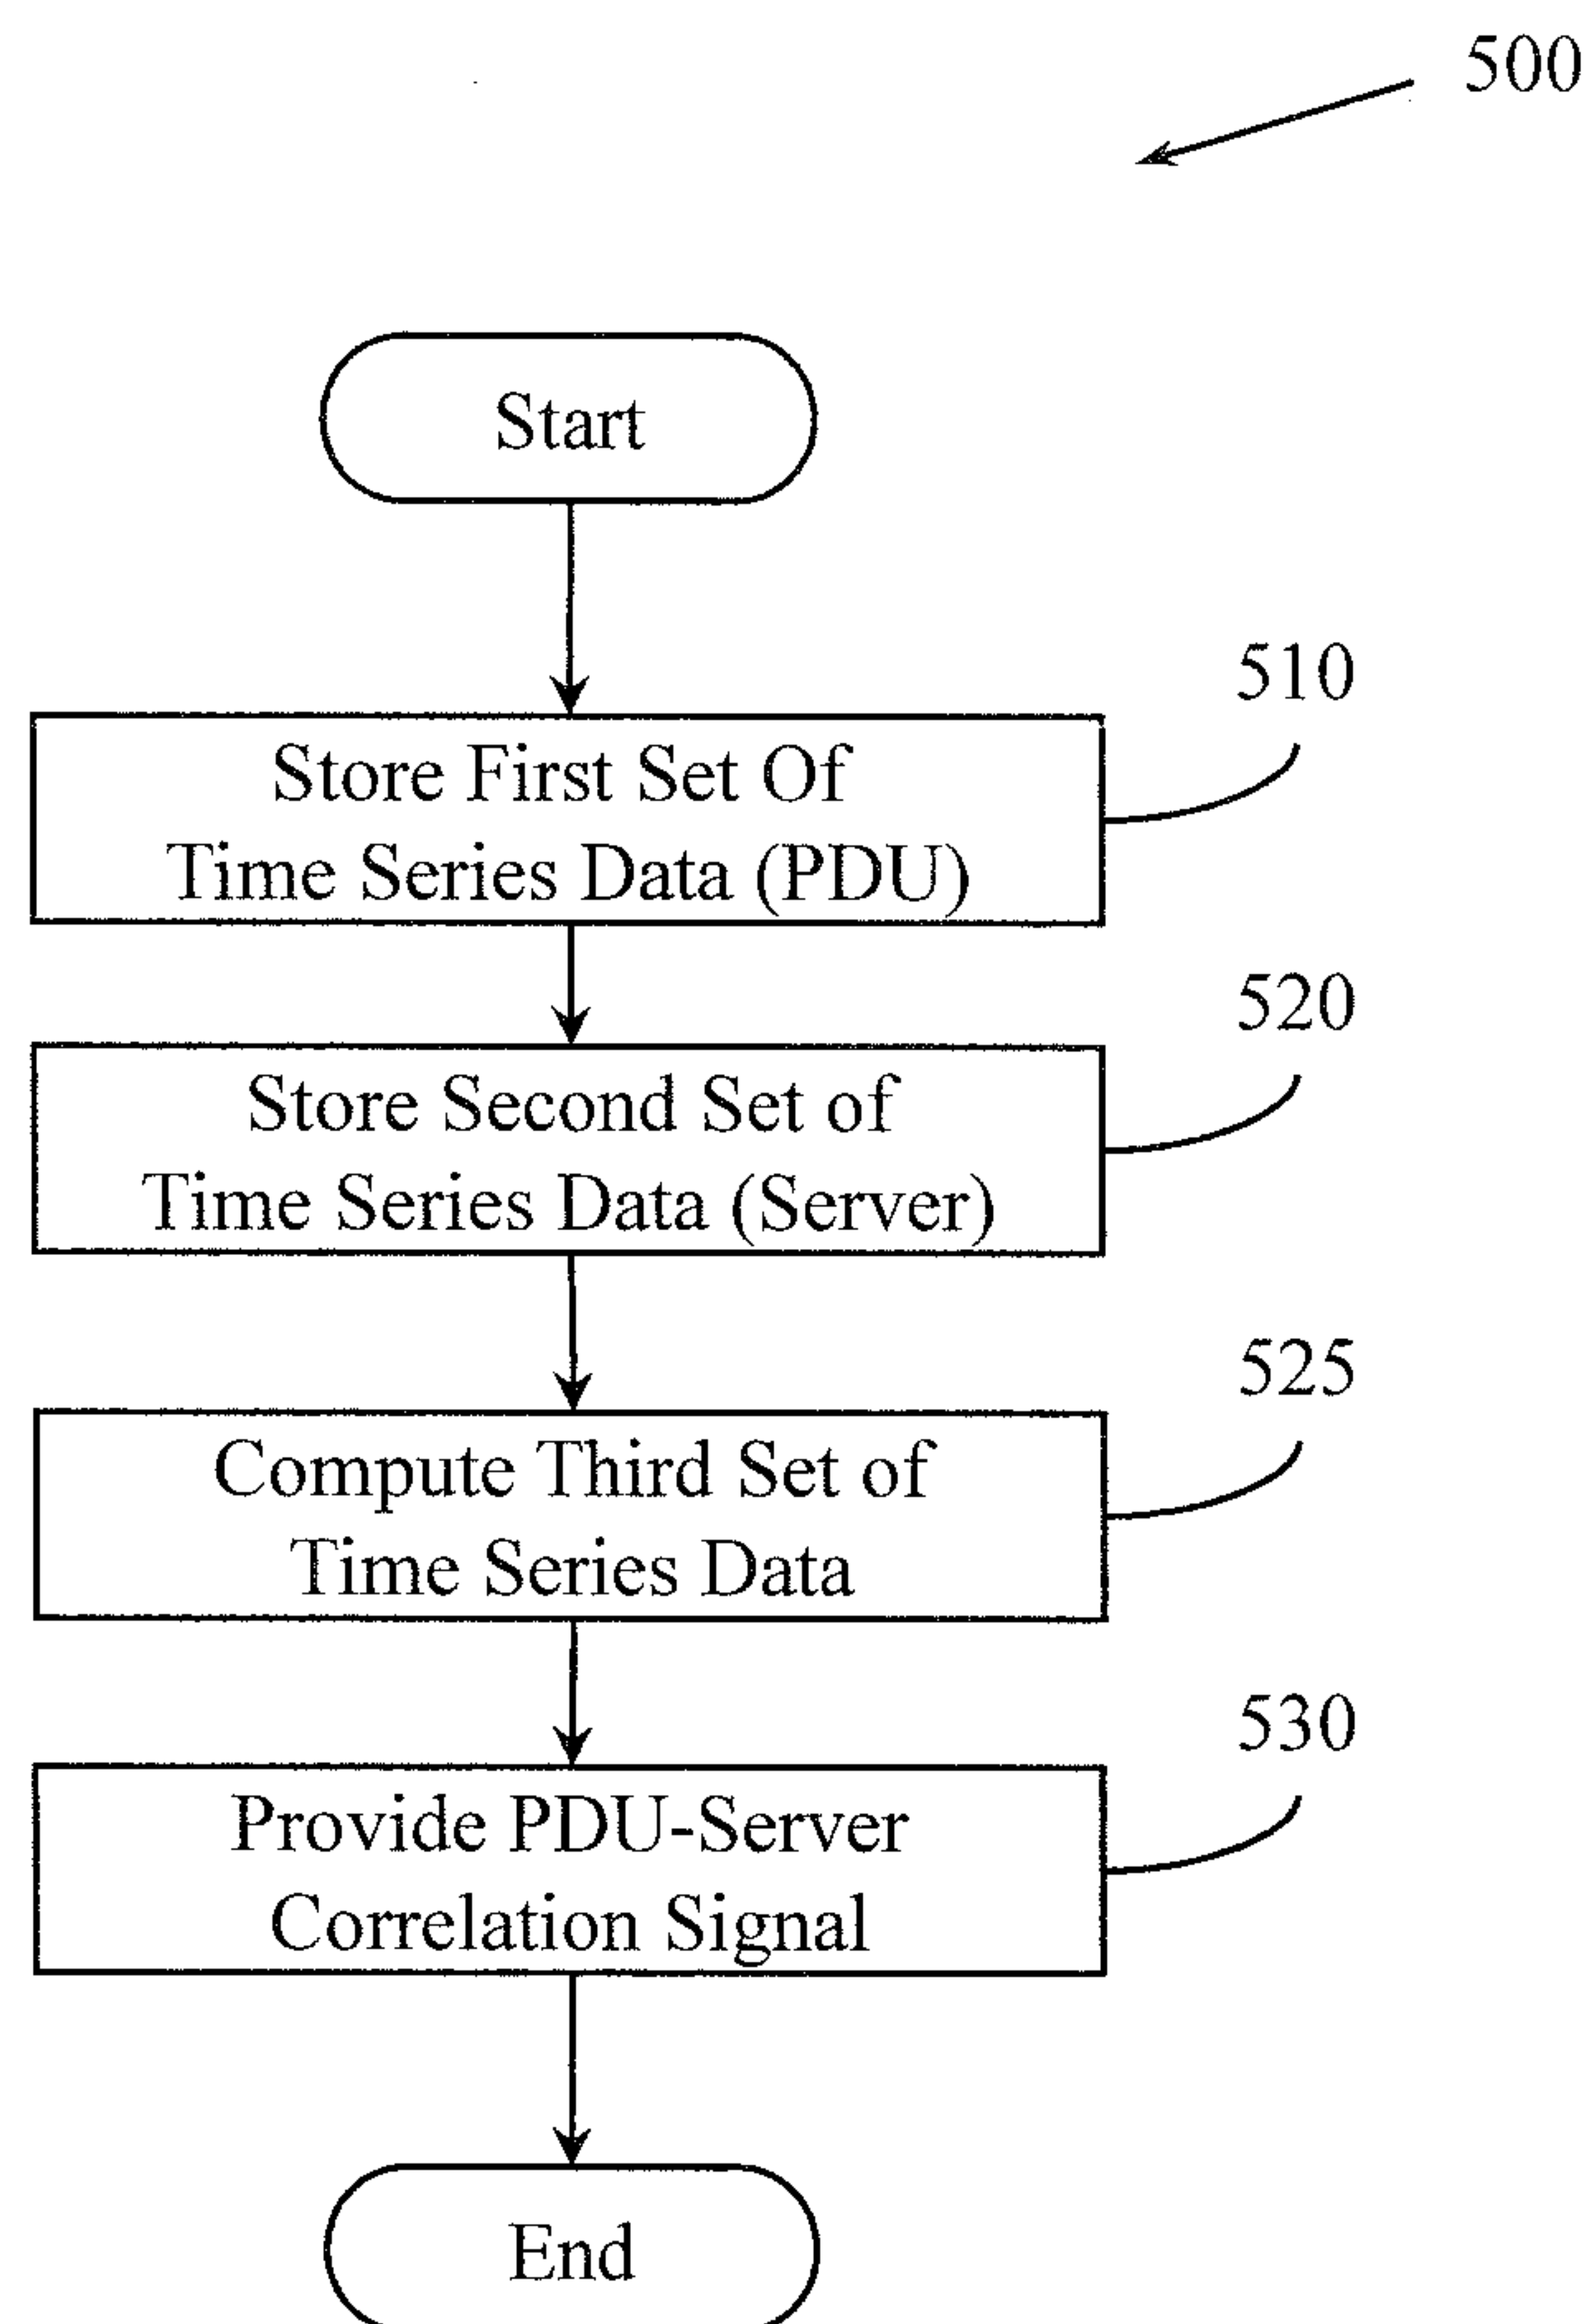 500
Start
510
Store First Set Of
Time Series Data (PDU)
520
Store Second Set of
Time Series Data (Server)
525
Compute Third Set of
Time Series Data
530
Provide PDU-Server
Correlation Signal
End